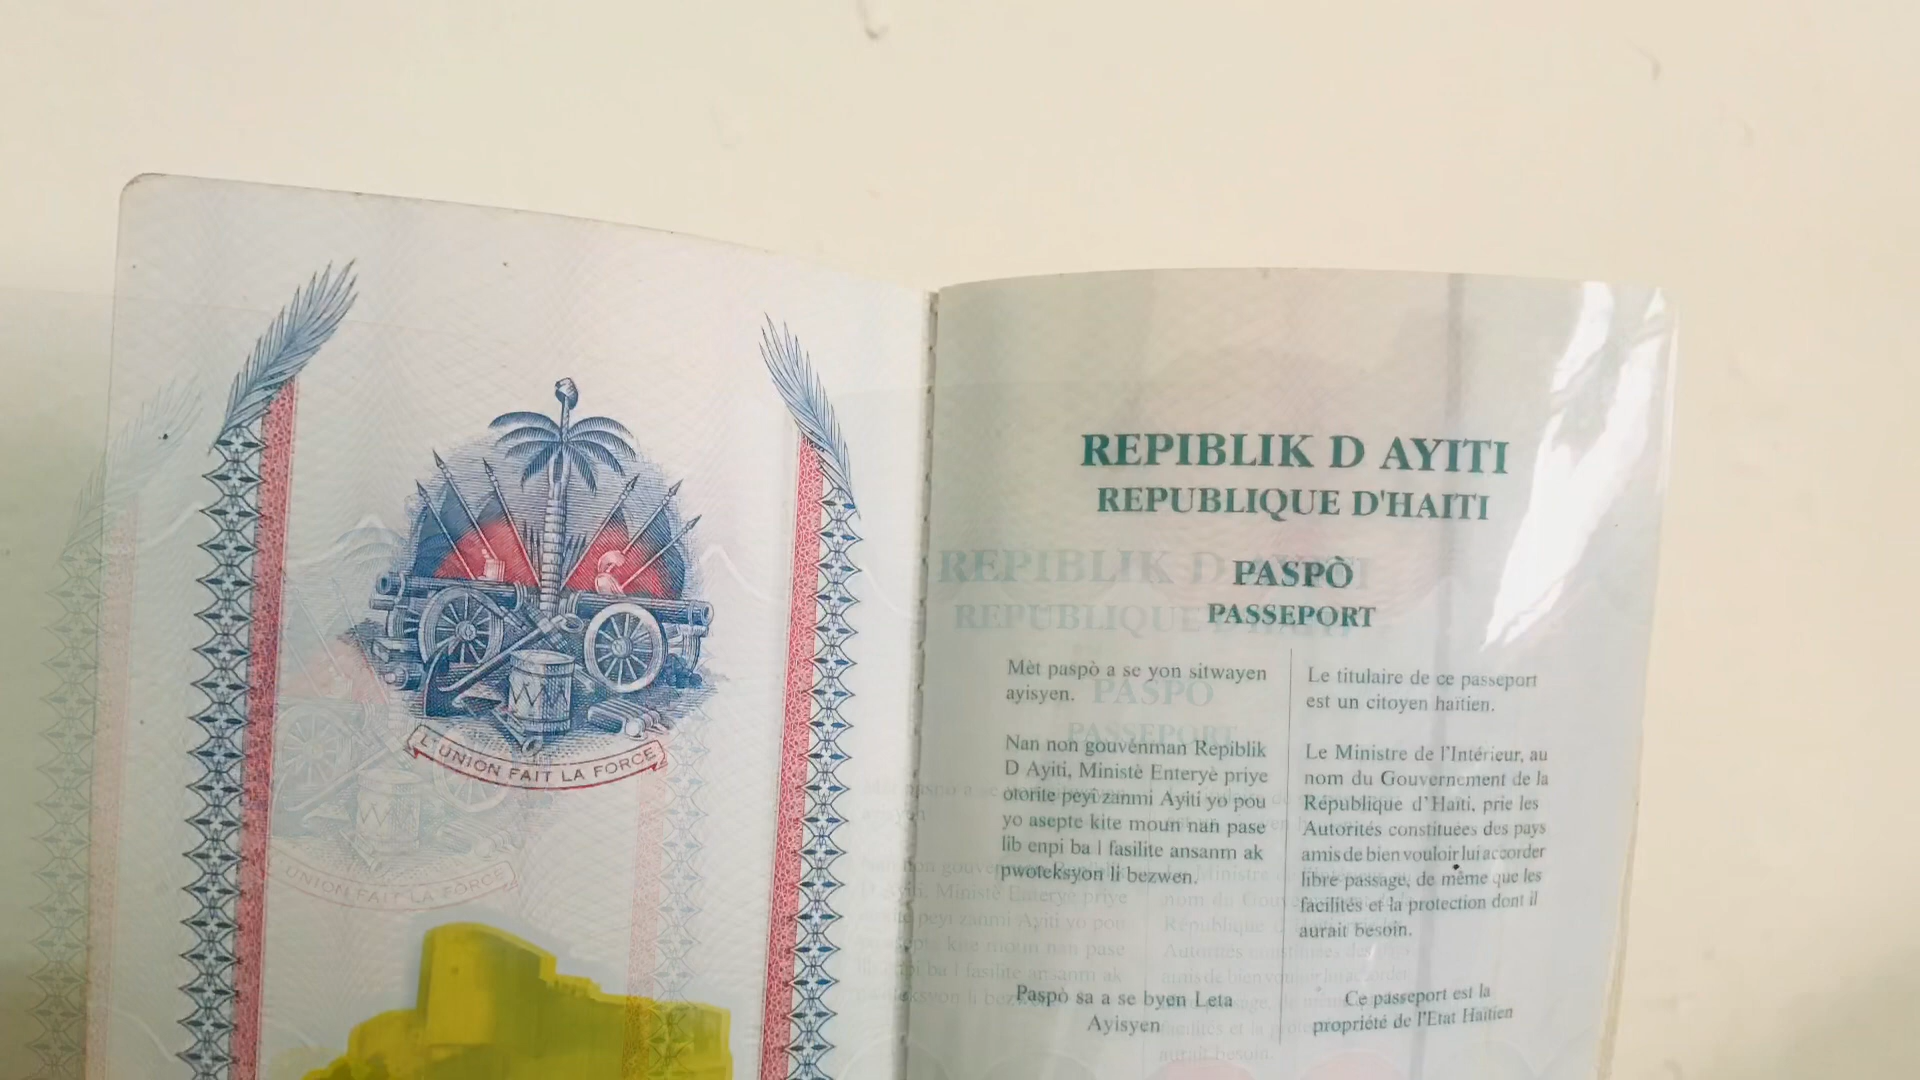 L'UNION FAIT LA FORCE
REPIBLIK D AYITI
REPUBLIQUE D'HAITI
PASPÒ
PASSEPORT
Mèt paspò a se yon sitwayen
ayisyen.
Nan non gouvènman Repiblik
D Ayiti, Ministè Enteryè priye
otorite peyi zanmi Ayiti yo pou
yo asepte kite moun nan pase
lib enpi ba l fasilite ansanm ak
pwoteksyon li bezwen.
Paspò sa a se byen Leta
Ayisyen
Le titulaire de ce passeport
est un citoyen haitien.
Le Ministre de l'Intérieur, au
nom du Gouvernement de la
République d'Haïti, prie les
Autorités constituées des pays
amis de bien vouloir lui accorder
libre passage, de même que les
facilités et la protection dont il
aurait besoin.
Ce passeport est la
propriété de l'Etat Haïtien